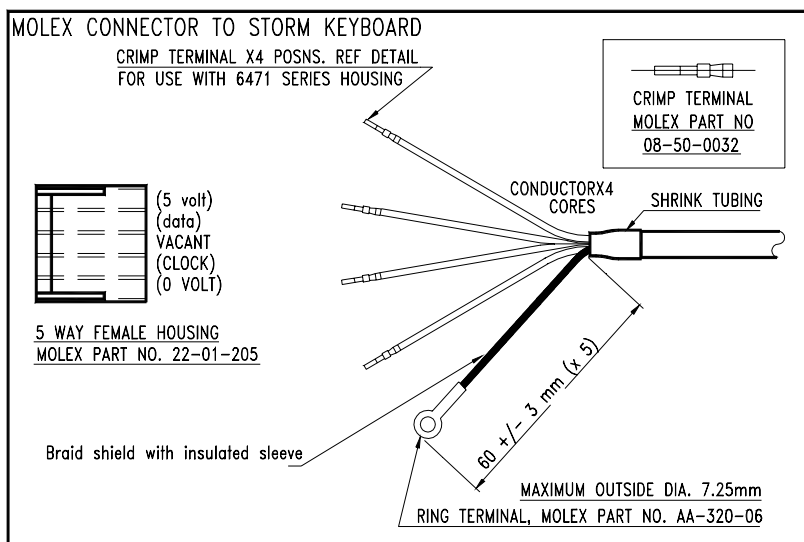 MOLEX CONNECTOR TO STORM KEYBOARD
CRIMP TERMINAL X4 POSNS. REF DETAIL
FOR USE WITH 6471 SERIES HOUSING
CRIMP TERMINAL
MOLEX PART NO
08-50-0032
CONDUCTORX4
CORES
SHRINK TUBING
(5 volt)
(data)
VACANT
(CLOCK)
(0 VOLT)
5 WAY FEMALE HOUSING
MOLEX PART NO. 22-01-205
60 +/- 3 mm (x 5)
Braid shield with insulated sleeve
MAXIMUM OUTSIDE DIA. 7.25mm
RING TERMINAL, MOLEX PART NO. AA-320-06